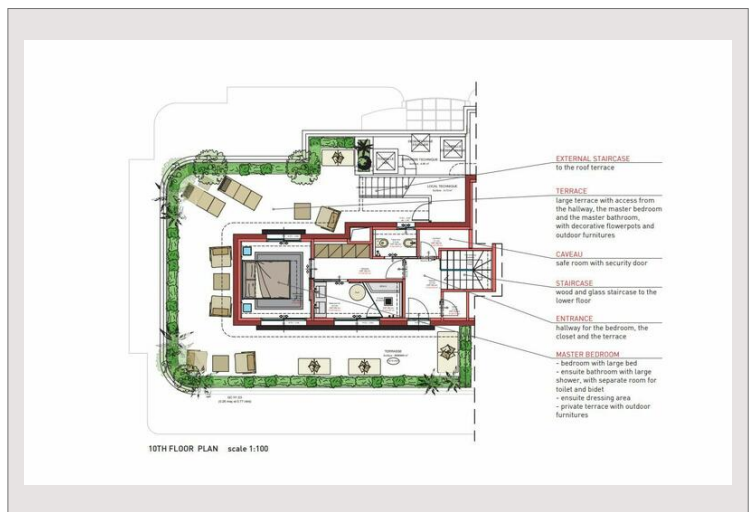 EXTERNAL STAIRCASE
to the roof terrace
TERRACE
large terrace with access from
the hallway, the master bedroom
and the master bathroom,
with decorative flowerpots and
outdoor furnitures
CAVEAU
safe room with security door
STAIRCASE
wood and glass staircase to the
lower floor
ENTRANCE
hallway for the bedroom, the
closet and the terrace
MASTER BEDROOM
- bedroom with large bed
- ensuite bathroom with large
shower, with separate room for
toilet and bidet
- ensuite dressing area
- private terrace with outdoor
furnitures
LOCAL TECHNIQUE
TERRASSE
10TH FLOOR PLAN scale 1:100